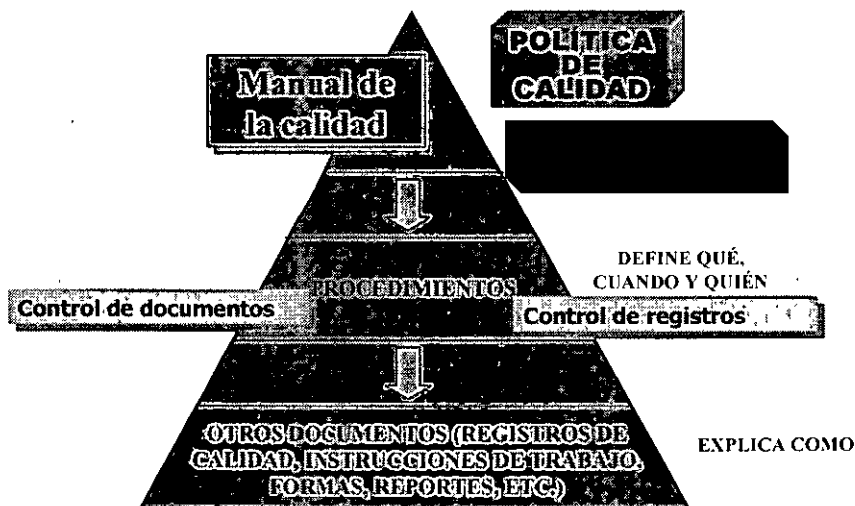 POLÍTICA
DE
CALIDAD
Manual de
la calidad
DEFINE QUÉ,
CUANDO Y QUIÉN
PROCEDIMIENTOS
Control de documentos
Control de registros
OTROS DOCUMENTOS (REGISTROS DE
CALIDAD, INSTRUCCIONES DE TRABAJO,
FORMAS, REPORTES, ETC.)
EXPLICA COMO